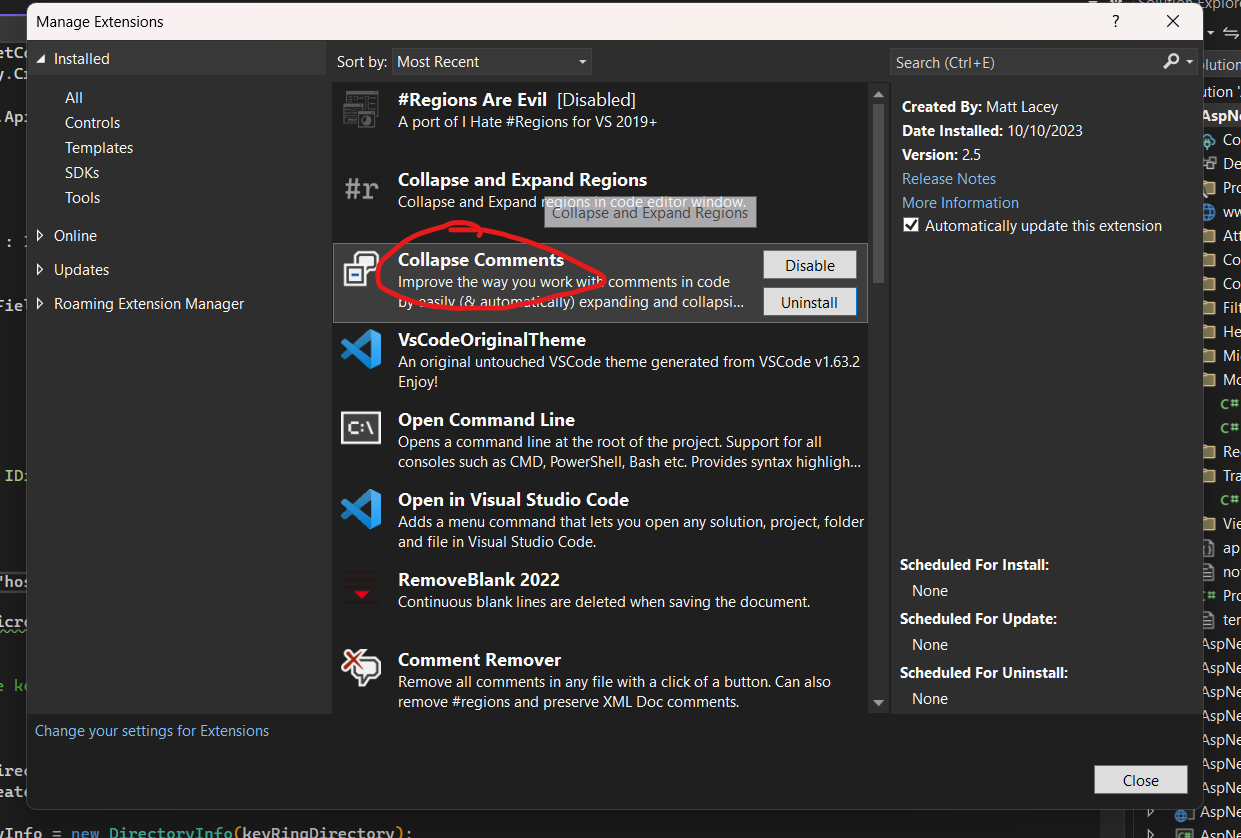 Manage Extensions
?
Installed
All
Controls
Templates
SDKs
Tools
Online
Updates
Roaming Extension Manager
Sort by: Most Recent
#Regions Are Evil [Disabled]
A port of I Hate #Regions for VS 2019+
#r
Collapse and Expand Regions
Collapse and Expand regions in code editor window.
Collapse and Expand Regions
Collapse Comments
Improve the way you work with comments in code
by easily (& automatically) expanding and collapsi...
Disable
Uninstall
VsCodeOriginalTheme
An original untouched VSCode theme generated from VSCode v1.63.2
Enjoy!
C:\
Open Command Line
Opens a command line at the root of the project. Support for all
consoles such as CMD, PowerShell, Bash etc. Provides syntax highligh...
Open in Visual Studio Code
Adds a menu command that lets you open any solution, project, folder
and file in Visual Studio Code.
RemoveBlank 2022
Continuous blank lines are deleted when saving the document.
Comment Remover
Remove all comments in any file with a click of a button. Can also
remove #regions and preserve XML Doc comments.
Search (Ctrl+E)
Created By: Matt Lacey
Date Installed: 10/10/2023
Version: 2.5
Release Notes
More Information
Automatically update this extension
Scheduled For Install:
None
Scheduled For Update:
None
Scheduled For Uninstall:
None
Change your settings for Extensions
Close
yInfo = new DirectoryInfo(keyRingDirectory);